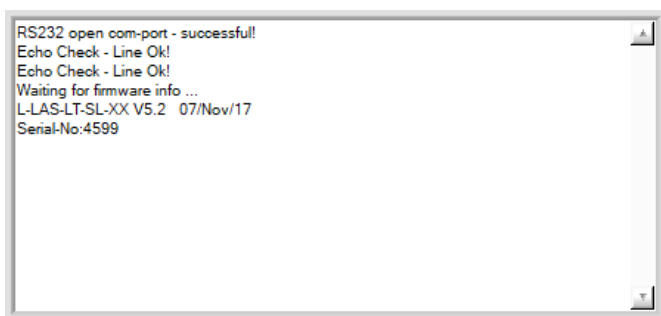 RS232 open com-port - successful!
Echo Check - Line Ok!
Echo Check - Line Ok!
Waiting for firmware info ...
L-LAS-LT-SL-XX V5.2   07/Nov/17
Serial-No:4599